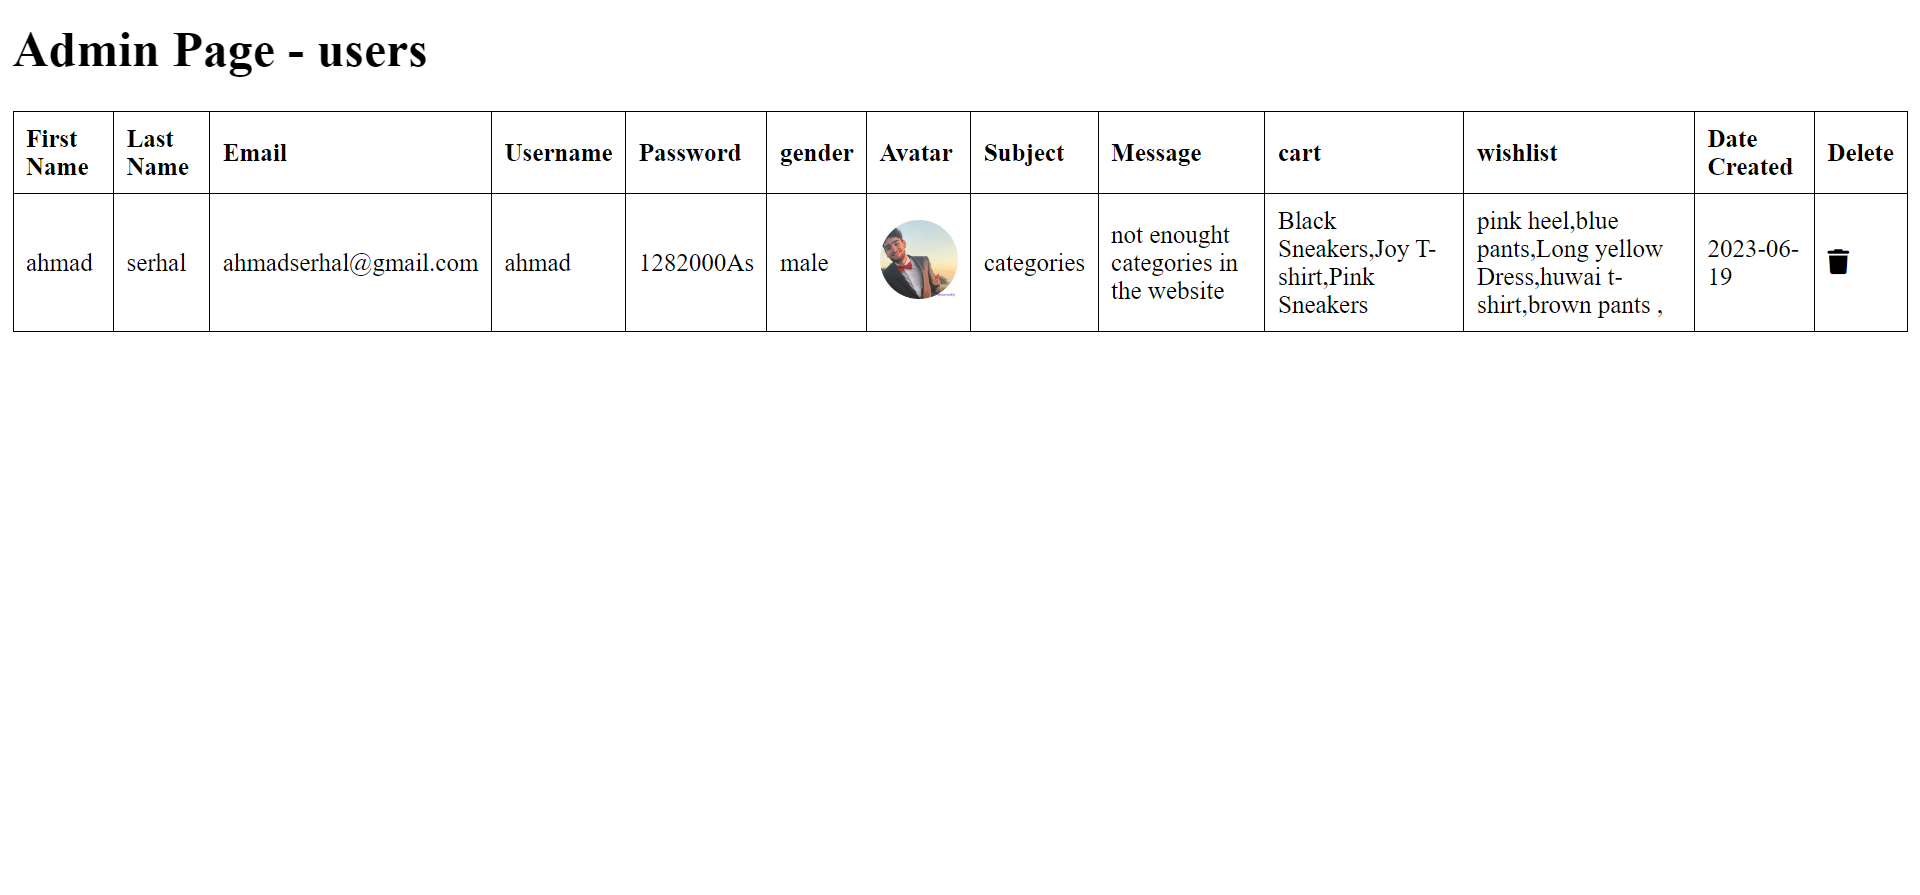 Admin Page - users
First Name
Last Name
Email
Username
Password
gender
Avatar
Subject
Message
cart
wishlist
Date Created
Delete
ahmad
serhal
ahmadserhal@gmail.com
ahmad
1282000As
male
categories
not enought
categories in
the website
Black
Sneakers,Joy T-
shirt,Pink
Sneakers
pink heel,blue
pants,Long yellow
Dress,huwai t-
shirt,brown pants ,
2023-06-
19